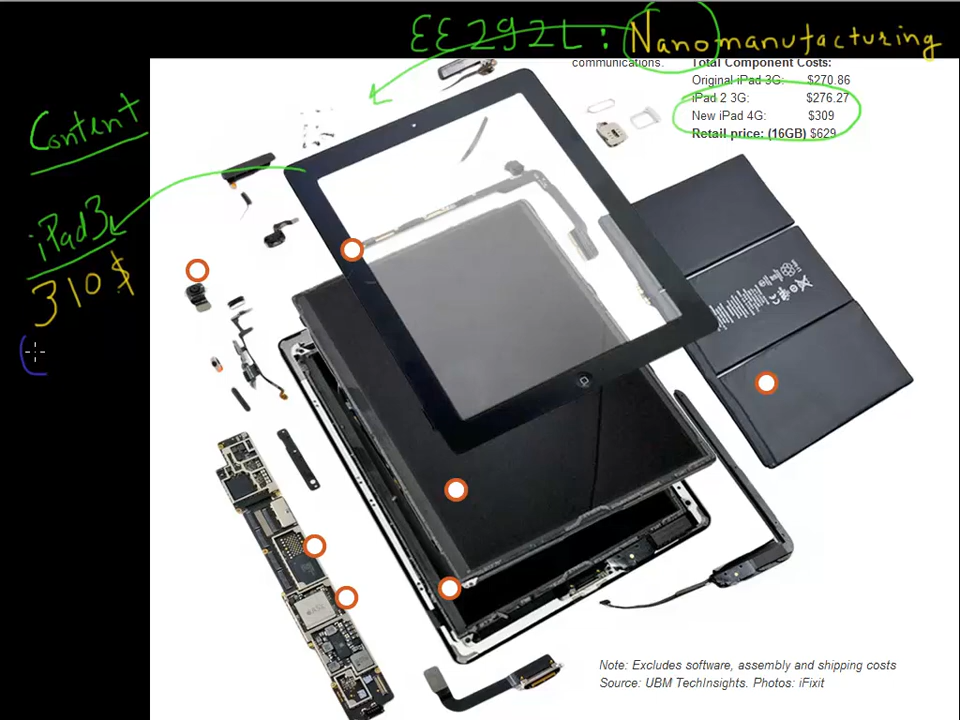 EE292L: Nanomanufacturing
communications.
Total Component Costs:
Original iPad 3G: $270.86
iPad 2 3G: $276.27
New iPad 4G: $309
Retail price: (16GB) $629
Content
iPad3
310$
(
Note: Excludes software, assembly and shipping costs
Source: UBM TechInsights. Photos: iFixit